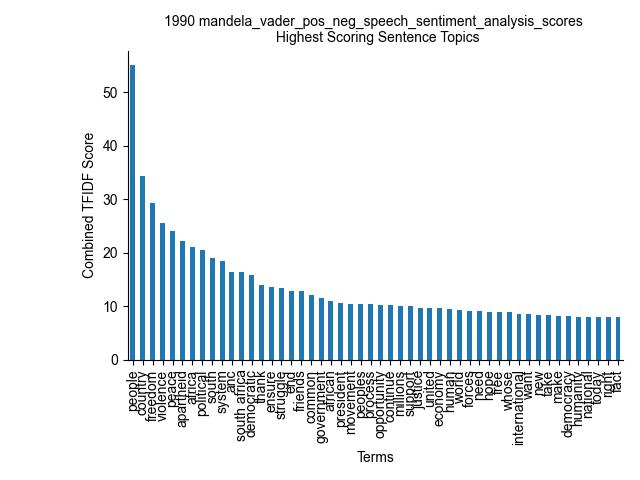 1990 mandela_vader_pos_neg_speech_sentiment_analysis_scores
Highest Scoring Sentence Topics
Combined TFIDF Score
50
40
30
20
10
0
people
country
freedom
violence
peace
apartheid
africa
political
south
system
anc
south africa
democratic
thank
ensure
struggle
end
friends
common
government
african
president
movement
peoples
process
opportunity
continue
millions
support
justice
united
economy
human
world
forces
need
hope
free
whose
international
want
new
take
make
democracy
humanity
national
today
right
fact
Terms